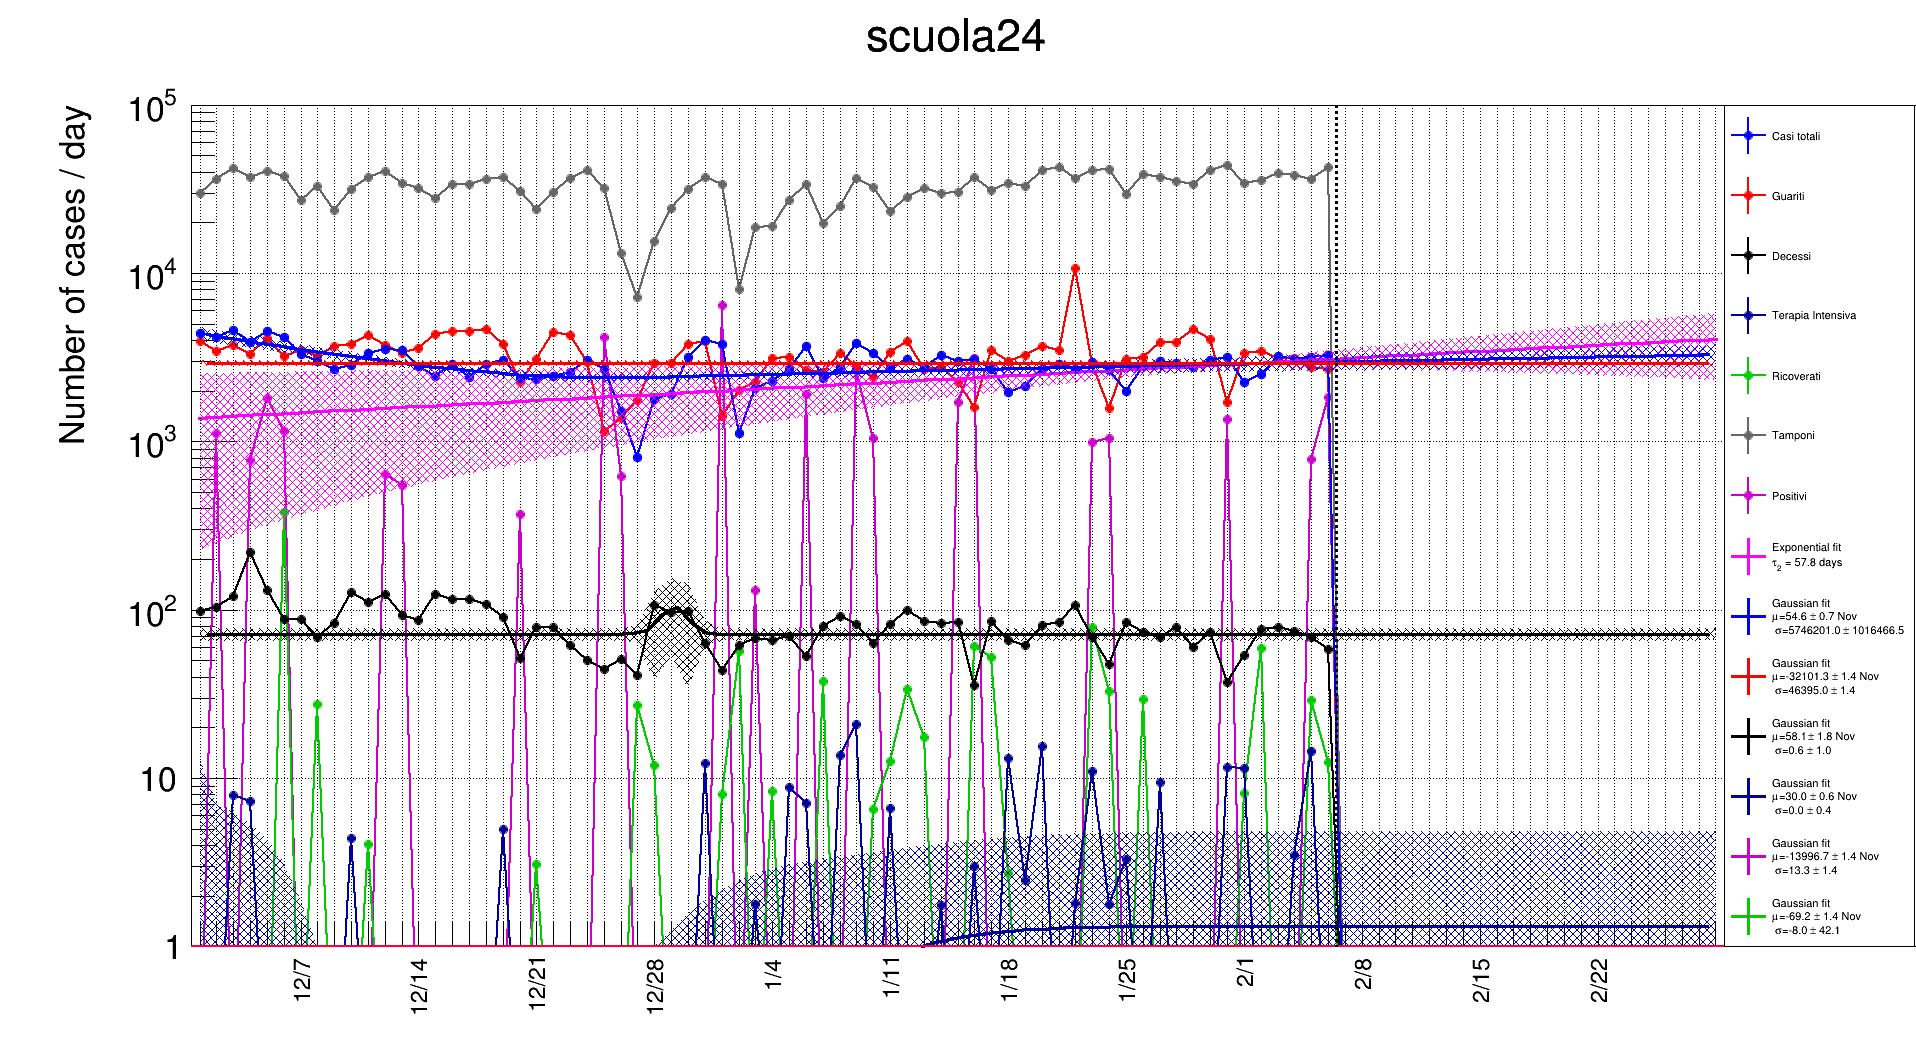 scuola24
Number of cases / day
10^5
10^4
10^3
10^2
10
1
12/7
12/14
12/21
12/28
1/4
1/11
1/18
1/25
2/1
2/8
2/15
2/22
Casi totali
Guariti
Decessi
Terapia Intensiva
Ricoverati
Tamponi
Positivi
Exponential fit
τ₂ = 57.8 days
Gaussian fit
μ=54.6 ± 0.7 Nov
σ=5746201.0 ± 1016466.5
Gaussian fit
μ=-32101.3 ± 1.4 Nov
σ=46395.0 ± 1.4
Gaussian fit
μ=58.1 ± 1.8 Nov
σ=0.6 ± 1.0
Gaussian fit
μ=30.0 ± 0.6 Nov
σ=0.0 ± 0.4
Gaussian fit
μ=-13996.7 ± 1.4 Nov
σ=13.3 ± 1.4
Gaussian fit
μ=-69.2 ± 1.4 Nov
σ=-8.0 ± 42.1